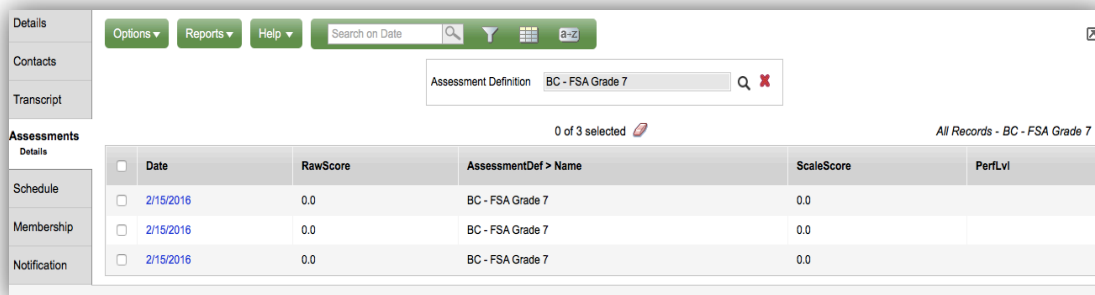 Details
Contacts
Transcript
Assessments
Details
Schedule
Membership
Notification
Options Reports Help Search on Date a-z
Assessment Definition BC - FSA Grade 7
0 of 3 selected All Records - BC - FSA Grade 7
Date RawScore AssessmentDef > Name ScaleScore PerfLvl
2/15/2016 0.0 BC - FSA Grade 7 0.0
2/15/2016 0.0 BC - FSA Grade 7 0.0
2/15/2016 0.0 BC - FSA Grade 7 0.0